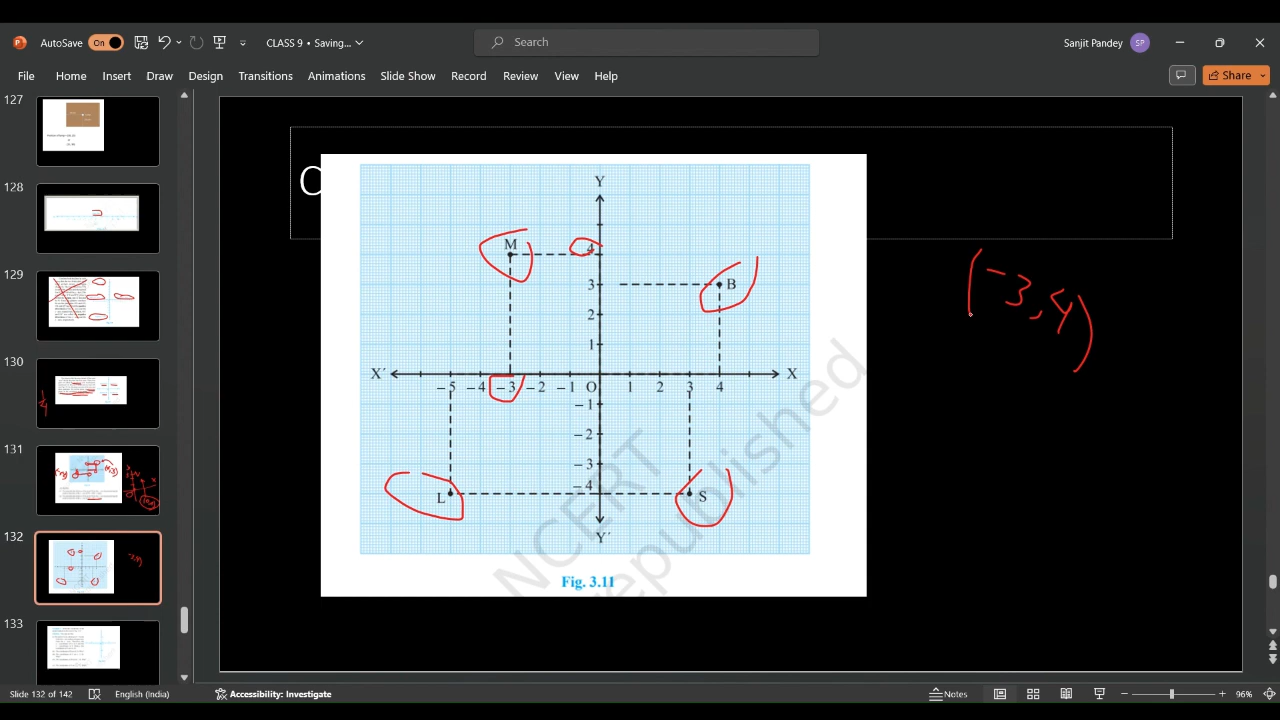 AutoSave On CLASS 9 • Saving... Search Sanjit Pandey SP
File Home Insert Draw Design Transitions Animations Slide Show Record Review View Help Share
127
128
129
130
131
133
Y
M 4
3 B
2
1
X′ −5 −4 −3 −2 −1 O 1 2 3 4 X
−1
−2
−3
−4
L S
Y′
NCERT
republished
Fig. 3.11
(-3,4)
Slide 132 of 142 English (India) Accessibility: Investigate Notes 96%